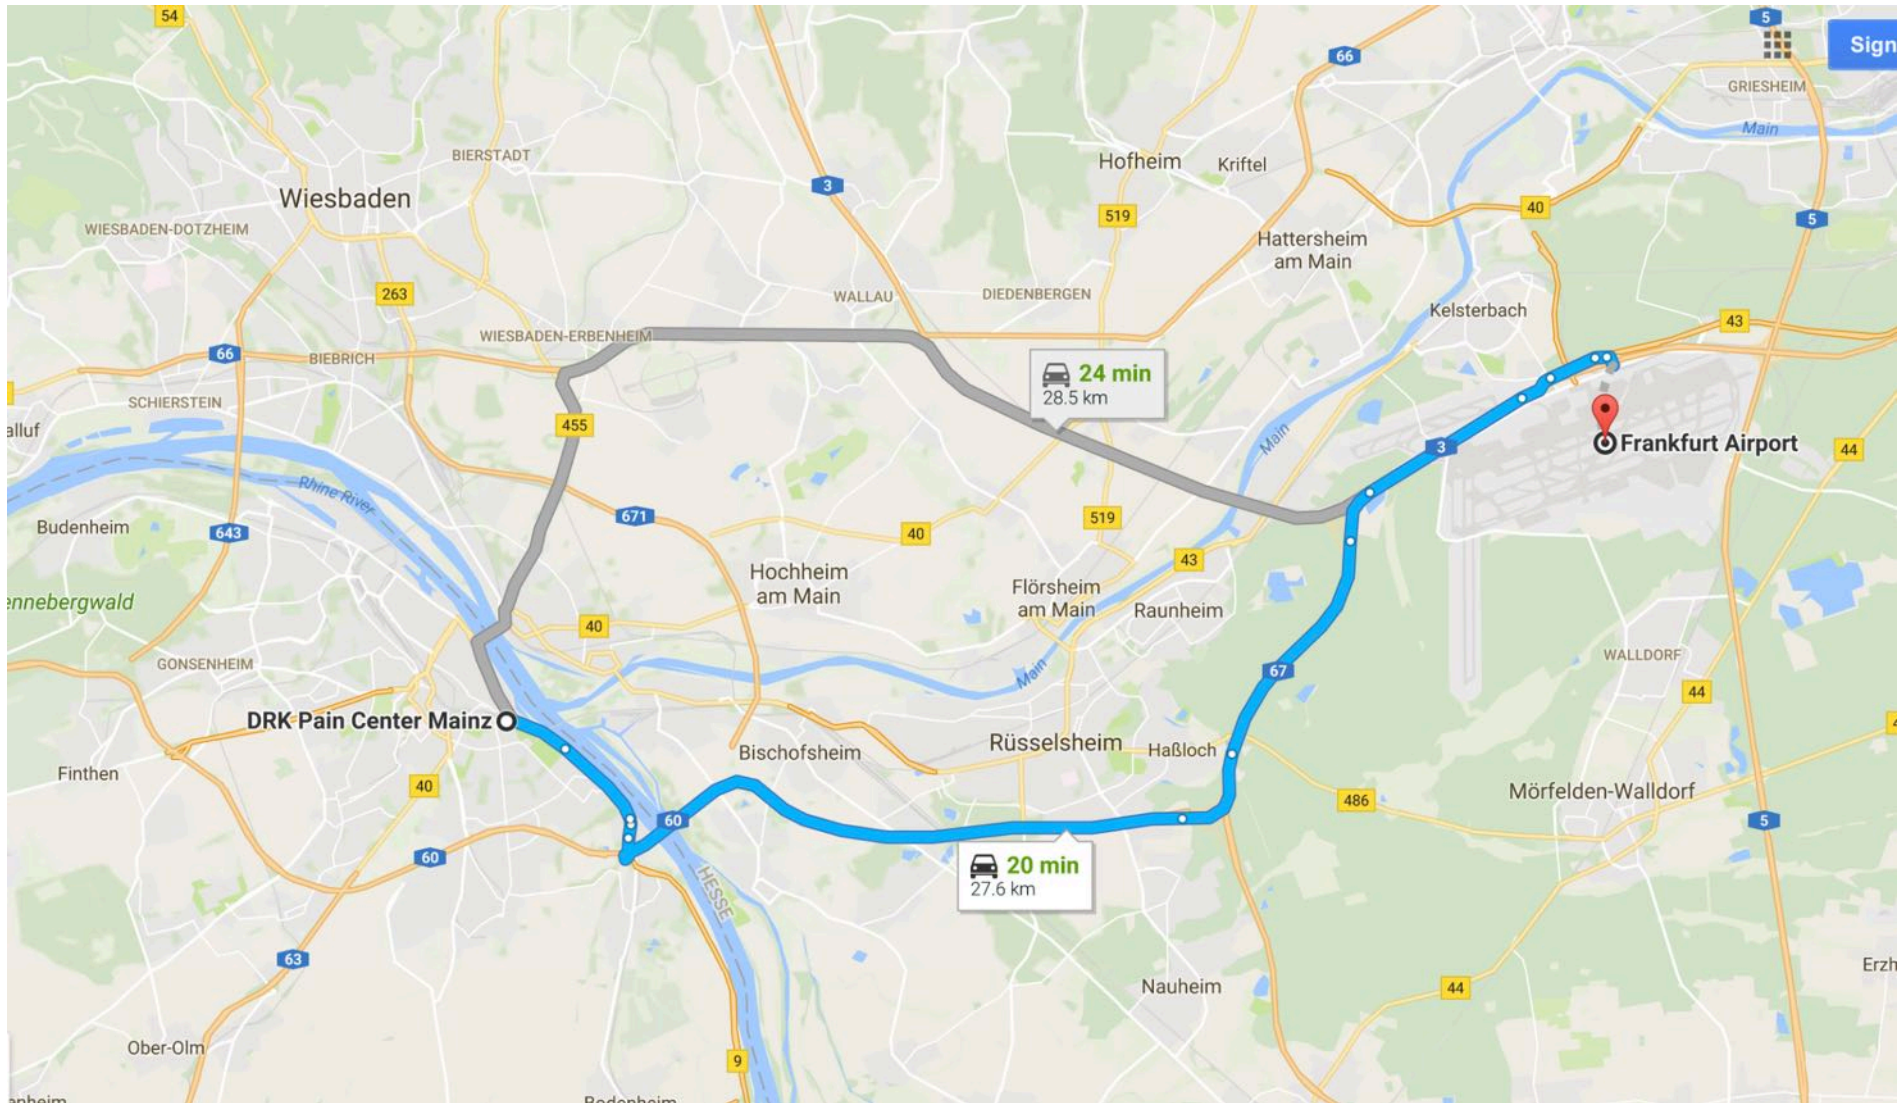 54
5
Sign
66
GRIESHEIM
Main
BIERSTADT
Hofheim
Kriftel
3
Wiesbaden
519
40
5
WIESBADEN-DOTZHEIM
Hattersheim
am Main
263
WALLAU
DIEDENBERGEN
Kelsterbach
43
WIESBADEN-ERBENHEIM
66
BIEBRICH
24 min
28.5 km
SCHIERSTEIN
455
alluf
Main
3
Frankfurt Airport
44
Rhine River
671
519
Budenheim
643
40
43
Hochheim
am Main
Flörsheim
am Main
Raunheim
ennebergwald
40
GONSENHEIM
Main
67
WALLDORF
44
DRK Pain Center Mainz
Bischofsheim
Rüsselsheim
Haßloch
Finthen
40
486
Mörfelden-Walldorf
60
5
60
20 min
27.6 km
HESSE
63
Nauheim
44
Erzh
Ober-Olm
9
enheim
Bodenheim